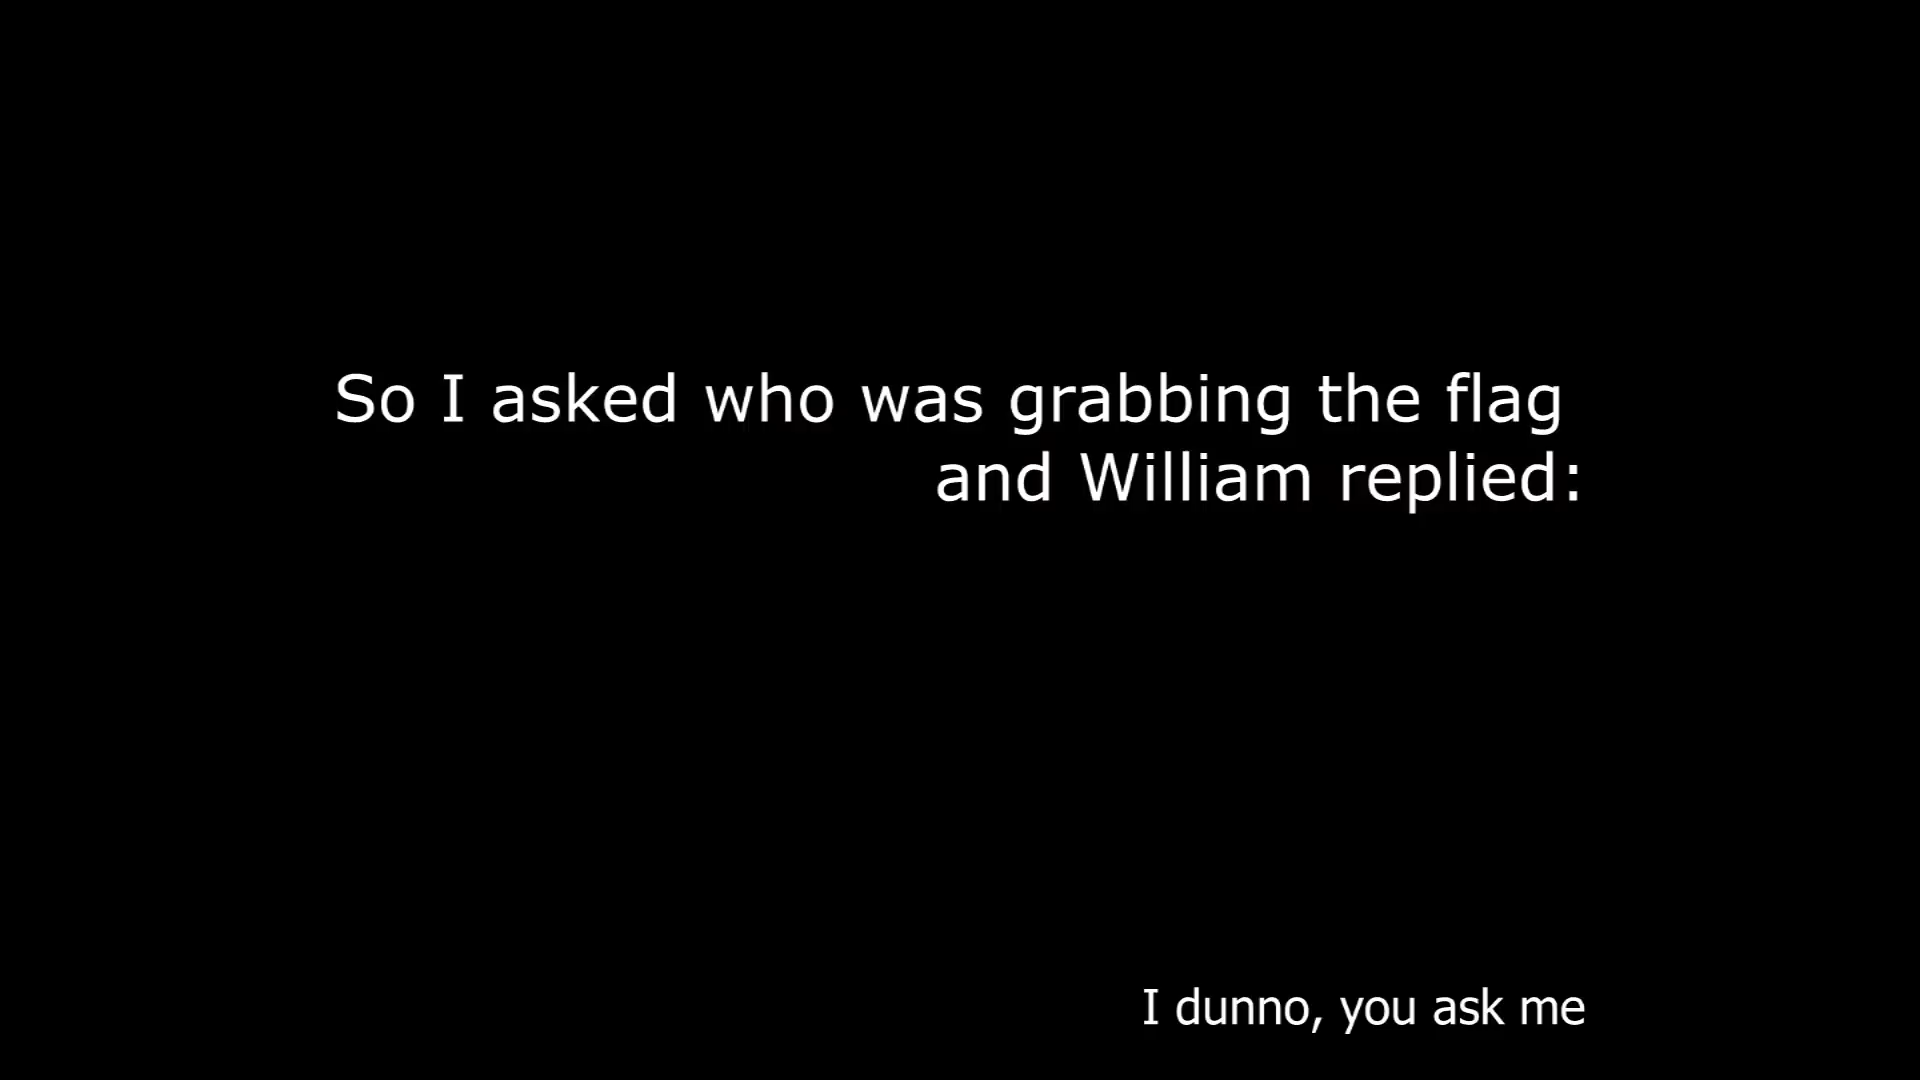 So I asked who was grabbing the flag
and William replied:
I dunno, you ask me